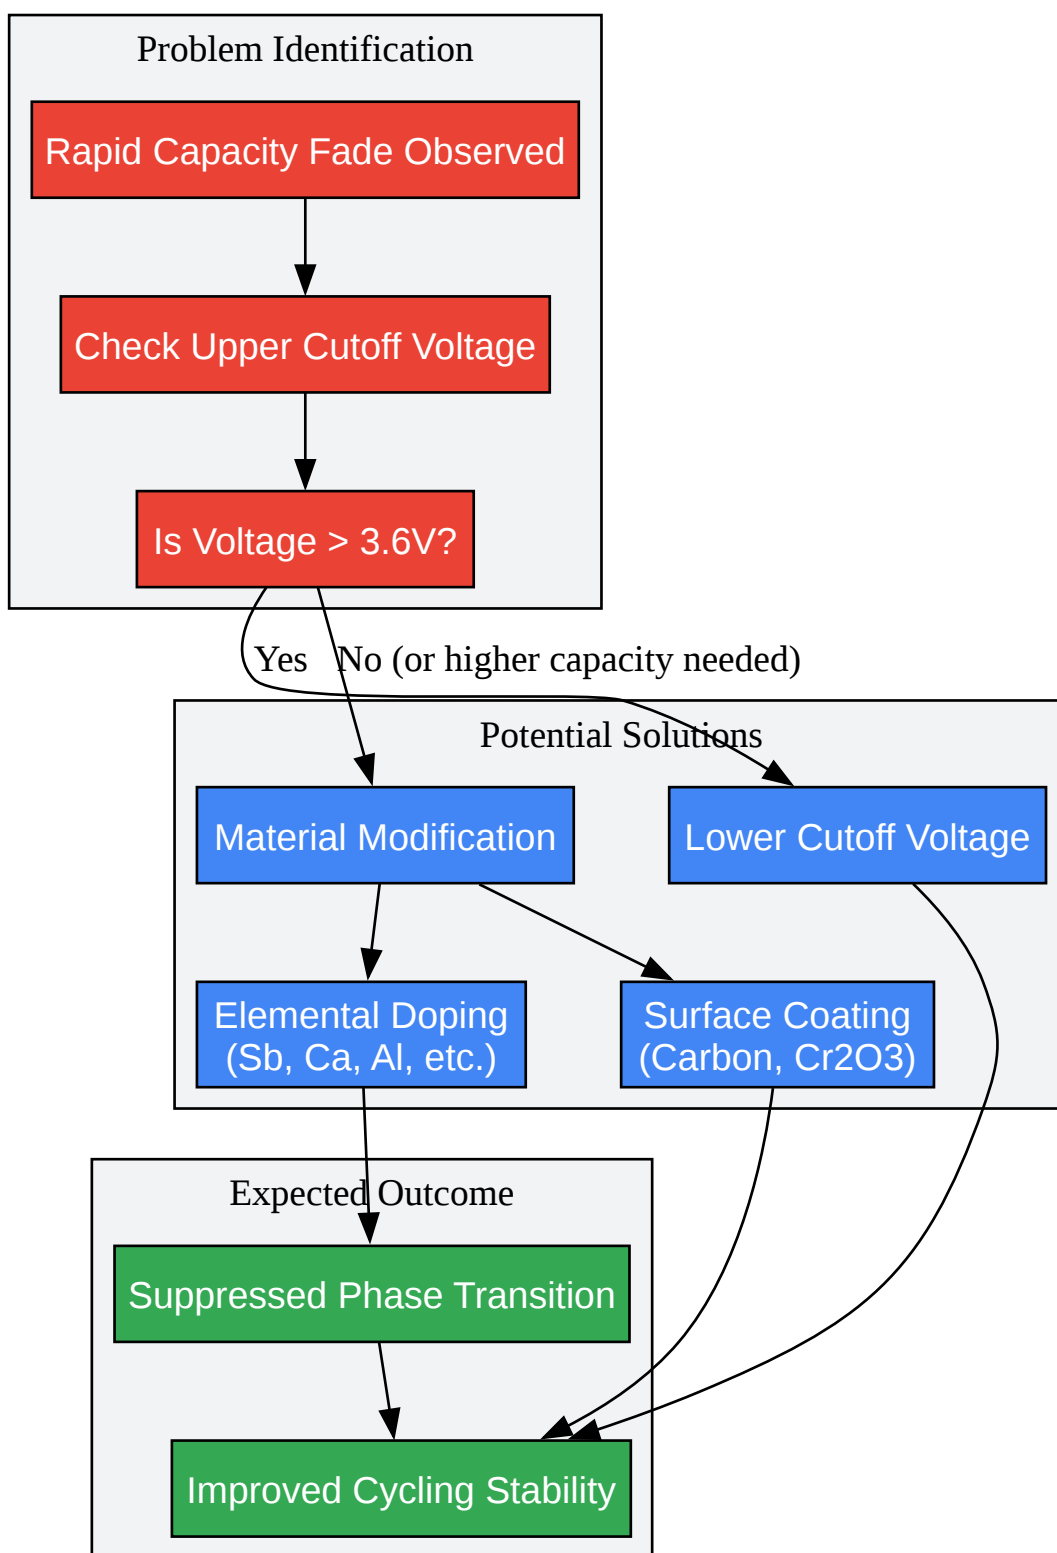 Problem Identification
Rapid Capacity Fade Observed
Check Upper Cutoff Voltage
Is Voltage > 3.6V?
Yes
No (or higher capacity needed)
Potential Solutions
Material Modification
Lower Cutoff Voltage
Elemental Doping
(Sb, Ca, Al, etc.)
Surface Coating
(Carbon, Cr2O3)
Expected Outcome
Suppressed Phase Transition
Improved Cycling Stability